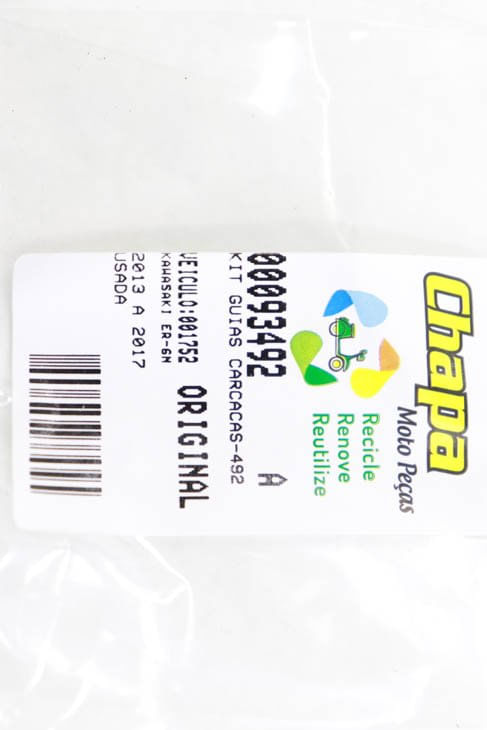 Chapa
Moto Peças
Recicle
Renove
Reutilize
00093492 A
KIT GUIAS CARCACAS-492
VEICULO:001752 ORIGINAL
KAWASAKI ER-6N
2013 A 2017
USADA